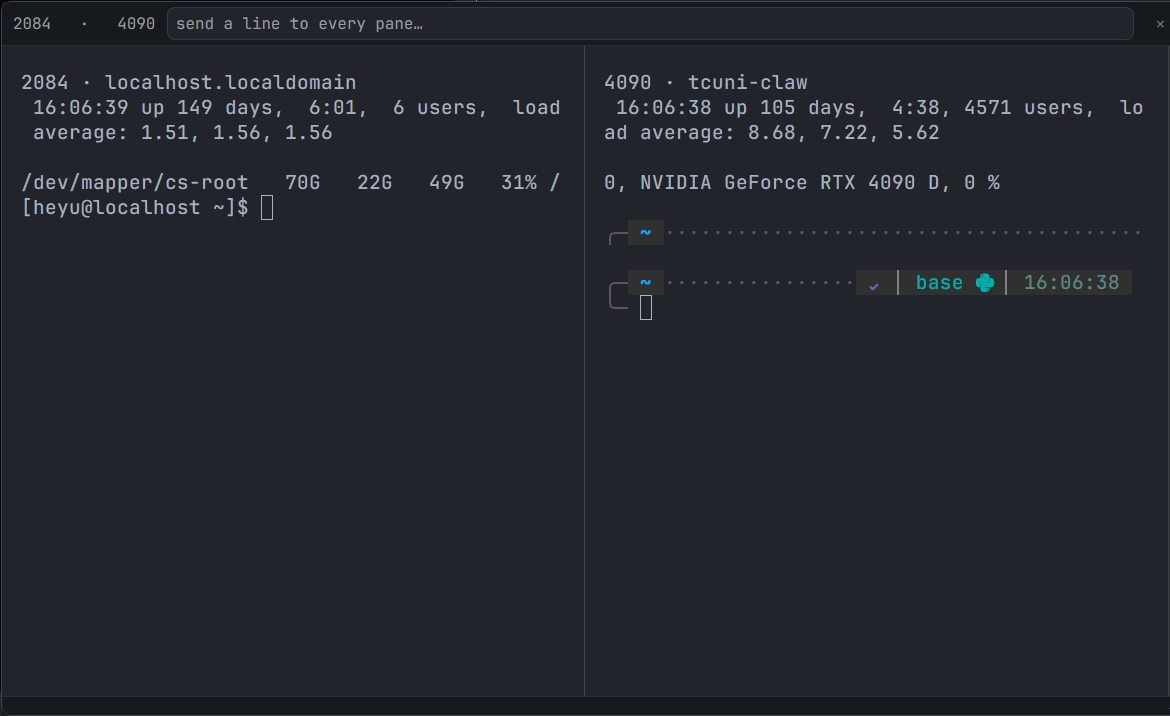 2084 · 4090 send a line to every pane… ×
2084 · localhost.localdomain
16:06:39 up 149 days,  6:01,  6 users,  load
average: 1.51, 1.56, 1.56
/dev/mapper/cs-root   70G   22G   49G   31% /
[heyu@localhost ~]$
4090 · tcuni-claw
16:06:38 up 105 days,  4:38, 4571 users,  lo
ad average: 8.68, 7.22, 5.62
0, NVIDIA GeForce RTX 4090 D, 0 %
~
~ ✓ base 16:06:38